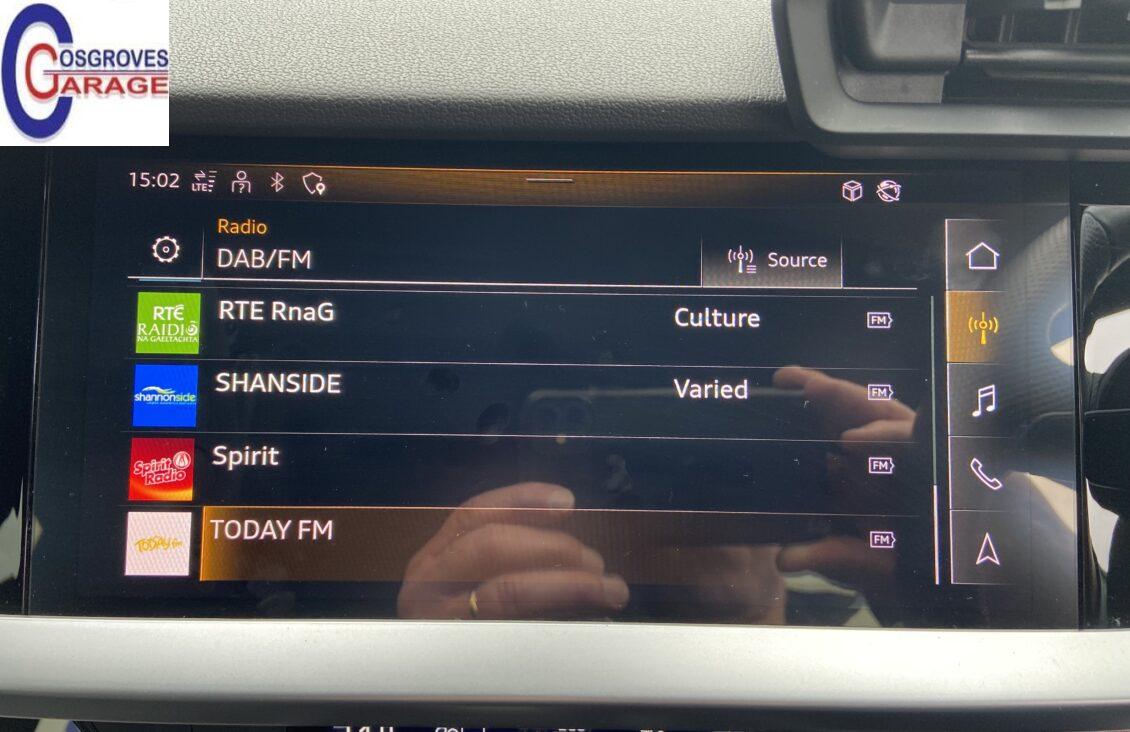 COSGROVES
GARAGE
15:02
LTE
?
Radio
DAB/FM
Source
RTÉ
RAIDIÓ
NA GAELTACHTA
RTE RnaG
Culture
FM
shannonside
SHANSIDE
Varied
FM
Spirit
Radio
Spirit
FM
TODAY fm
TODAY FM
FM